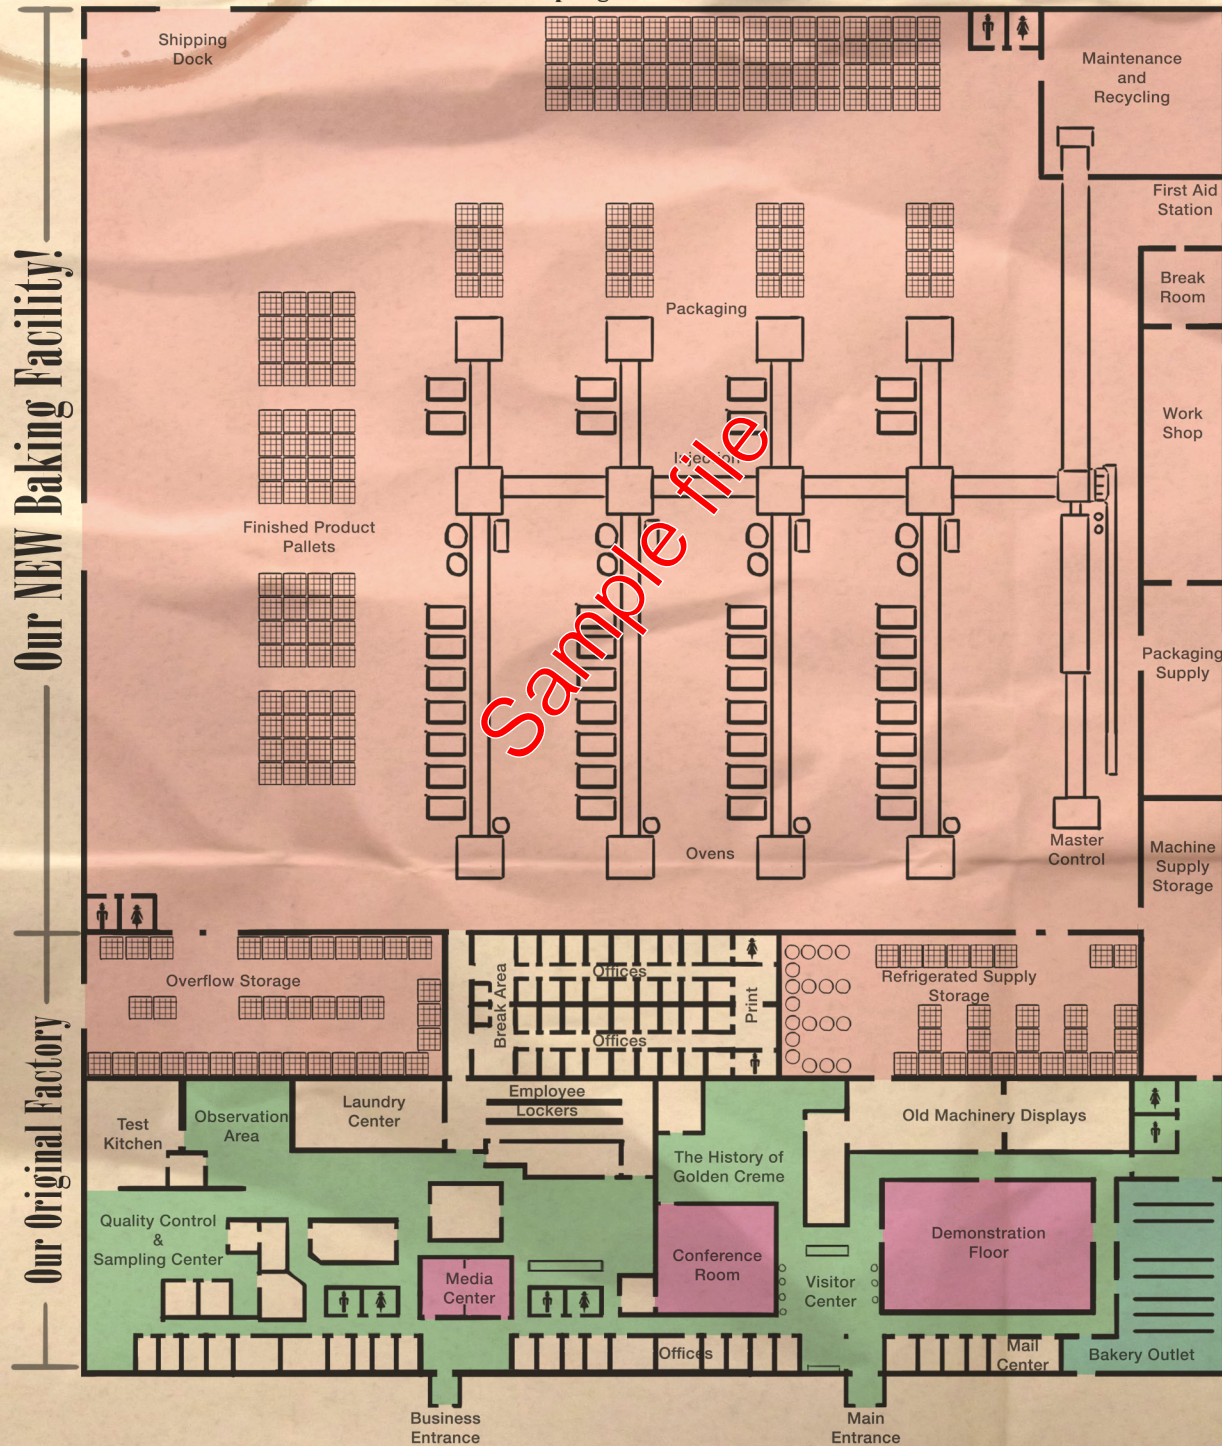 Shipping
Dock
Maintenance
and
Recycling
First Aid
Station
Break
Room
Packaging
Work
Shop
Injection
Finished Product
Pallets
Packaging
Supply
Ovens
Master
Control
Machine
Supply
Storage
Our NEW Baking Facility!
Sample file
Overflow Storage
Break Area
Offices
Offices
Print
Refrigerated Supply
Storage
Our Original Factory
Test
Kitchen
Observation
Area
Laundry
Center
Employee
Lockers
Old Machinery Displays
The History of
Golden Creme
Quality Control
&
Sampling Center
Media
Center
Conference
Room
Visitor
Center
Demonstration
Floor
Offices
Mail
Center
Bakery Outlet
Business
Entrance
Main
Entrance